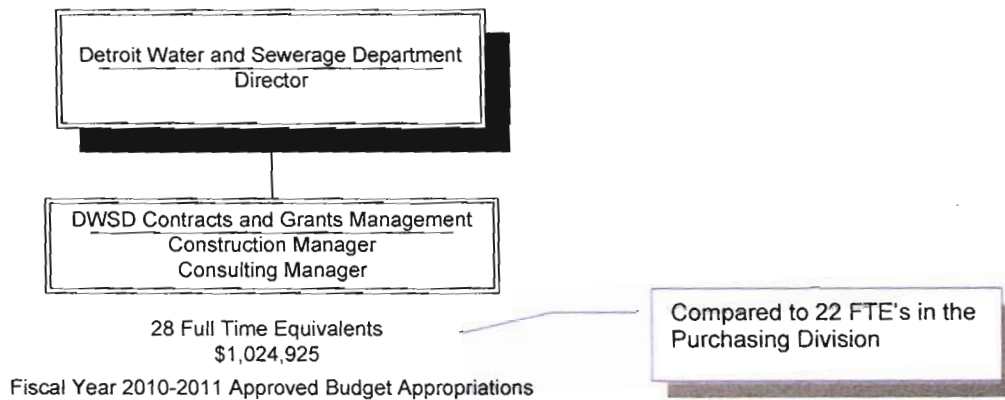 Detroit Water and Sewerage Department
Director
DWSD Contracts and Grants Management
Construction Manager
Consulting Manager
28 Full Time Equivalents
$1,024,925
Fiscal Year 2010-2011 Approved Budget Appropriations
Compared to 22 FTE's in the
Purchasing Division